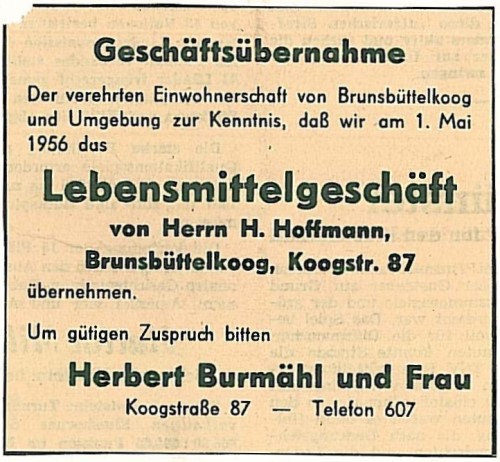 Geschäftsübernahme
Der verehrten Einwohnerschaft von Brunsbüttelkoog
und Umgebung zur Kenntnis, daß wir am 1. Mai
1956 das
Lebensmittelgeschäft
von Herrn H. Hoffmann,
Brunsbüttelkoog, Koogstr. 87
übernehmen.
Um gütigen Zuspruch bitten
Herbert Burmähl und Frau
Koogstraße 87 — Telefon 607